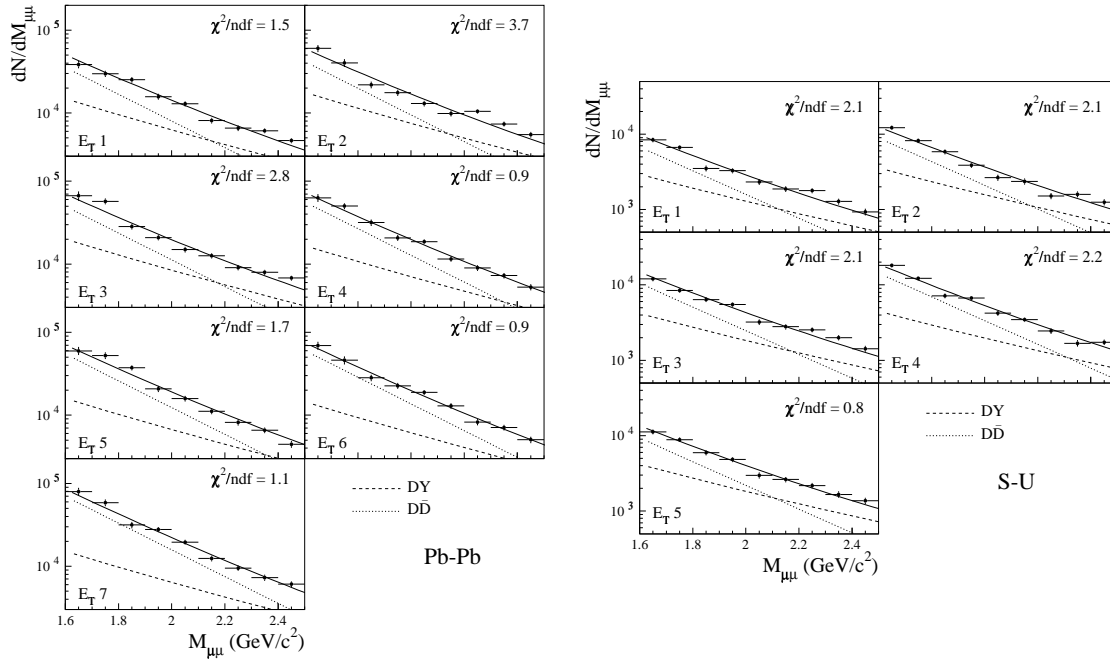 dN/dMμμ
10^5
10^4
χ²/ndf = 1.5
E_T 1
χ²/ndf = 3.7
E_T 2
10^5
10^4
χ²/ndf = 2.8
E_T 3
χ²/ndf = 0.9
E_T 4
10^5
10^4
χ²/ndf = 1.7
E_T 5
χ²/ndf = 0.9
E_T 6
10^5
10^4
χ²/ndf = 1.1
E_T 7
1.6 1.8 2 2.2 2.4
Mμμ (GeV/c²)
DY
DD̄
Pb-Pb
dN/dMμμ
10^4
10^3
χ²/ndf = 2.1
E_T 1
χ²/ndf = 2.1
E_T 2
10^4
10^3
χ²/ndf = 2.1
E_T 3
χ²/ndf = 2.2
E_T 4
10^4
10^3
χ²/ndf = 0.8
E_T 5
1.6 1.8 2 2.2 2.4
Mμμ (GeV/c²)
DY
DD̄
S-U